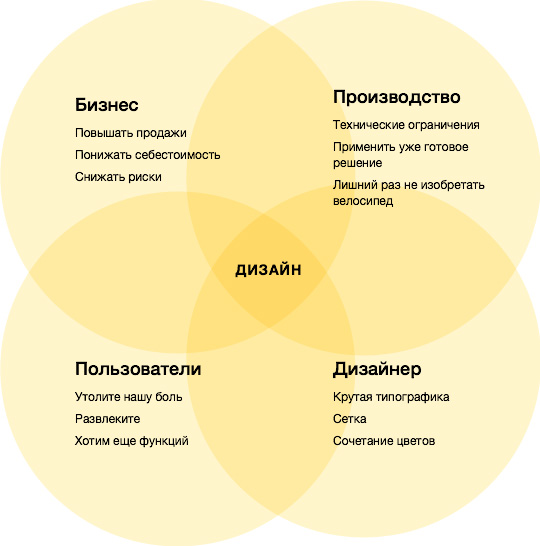 Бизнес
Повышать продажи
Понижать себестоимость
Снижать риски
Производство
Технические ограничения
Применить уже готовое
решение
Лишний раз не изобретать
велосипед
ДИЗАЙН
Пользователи
Утолите нашу боль
Развлеките
Хотим еще функций
Дизайнер
Крутая типографика
Сетка
Сочетание цветов